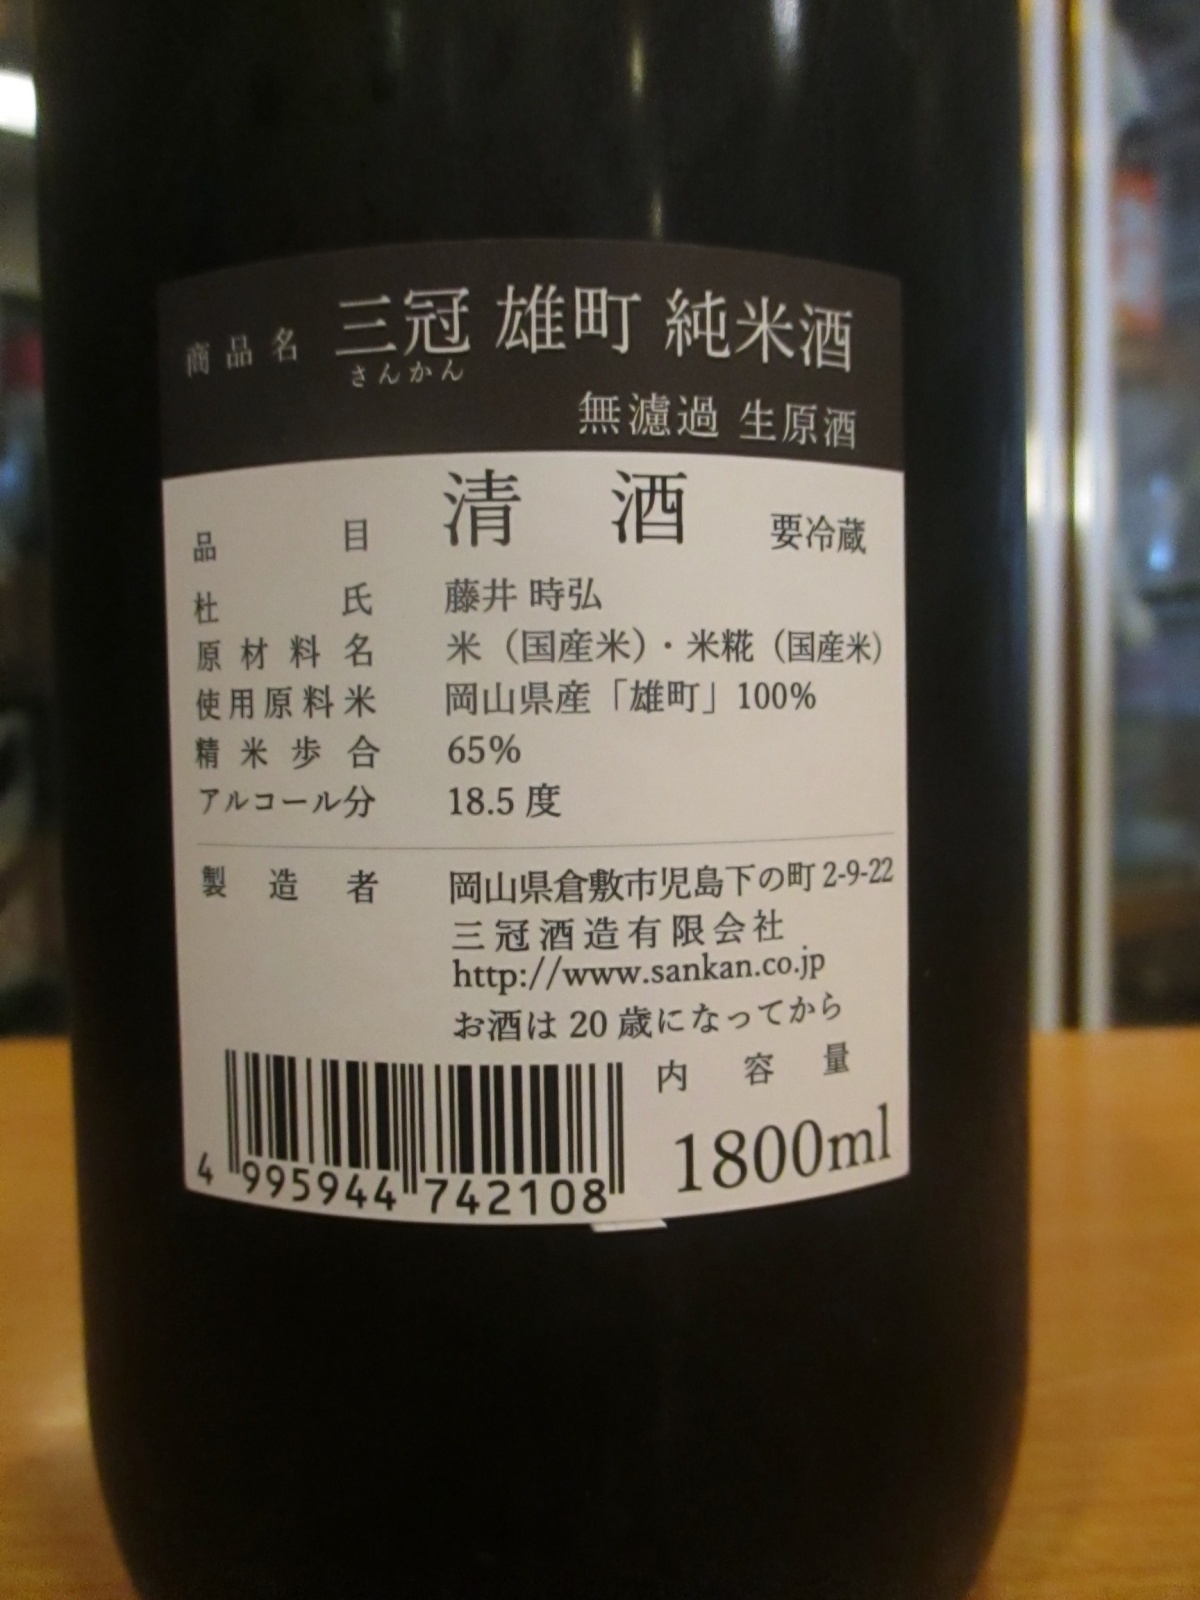 商品名 三冠 雄町 純米酒
さんかん
無濾過 生原酒
品目 清酒 要冷蔵
杜氏 藤井 時弘
原材料名 米（国産米）・米糀（国産米）
使用原料米 岡山県産「雄町」100%
精米歩合 65%
アルコール分 18.5 度
製造者 岡山県倉敷市児島下の町 2-9-22
三冠酒造有限会社
http://www.sankan.co.jp
お酒は 20 歳になってから
内容量
1800ml
4 995944 742108